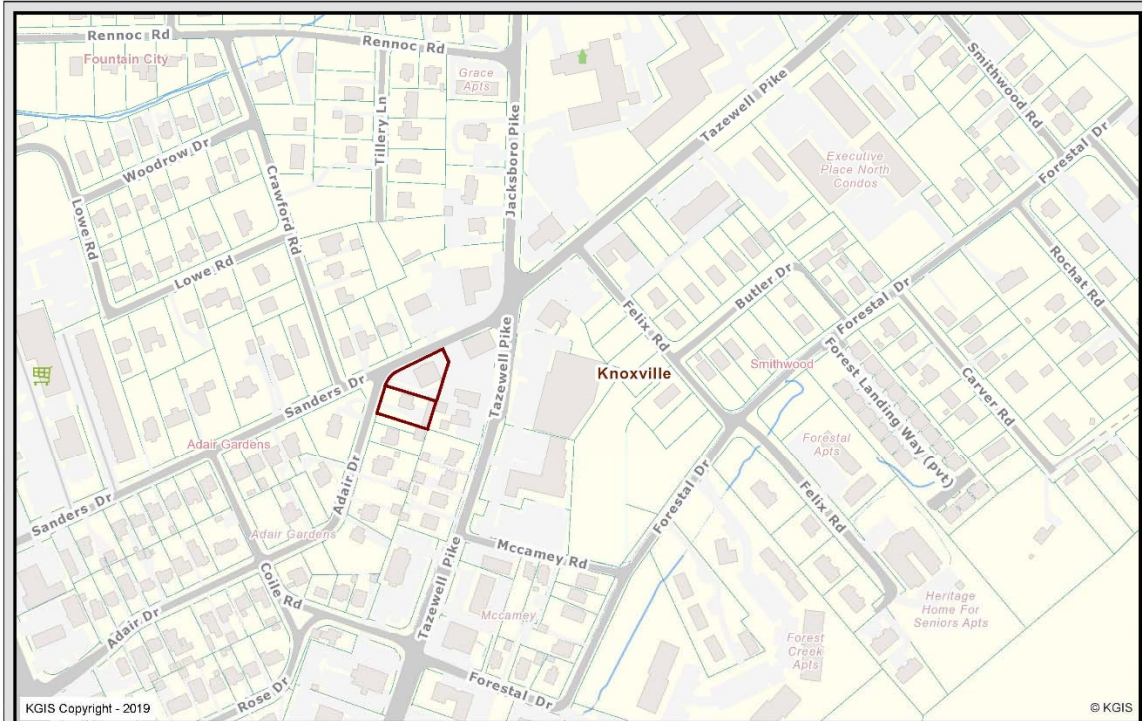 Rennoc Rd
Rennoc Rd
Fountain City
Grace
Apts
Smithwood Rd
Tazewell Pike
Forestal Dr
Woodrow Dr
Tillery Ln
Jacksboro Pike
Executive
Place North
Condos
Crawford Rd
Lowe Rd
Lowe Rd
Rochat Rd
Butler Dr
Forestal Dr
Felix Rd
Smithwood
Knoxville
Forest Landing Way (pvt)
Carver Rd
Sanders Dr
Tazewell Pike
Adair Gardens
Forestal
Apts
Adair Dr
Forestal Dr
Felix Rd
Sanders Dr
Adair Gardens
Mccamey Rd
Coile Rd
Tazewell Pike
Mccamey
Heritage
Home For
Seniors Apts
Adair Dr
Forest
Creek
Apts
Rose Dr
Forestal Dr
KGIS Copyright - 2019
© KGIS